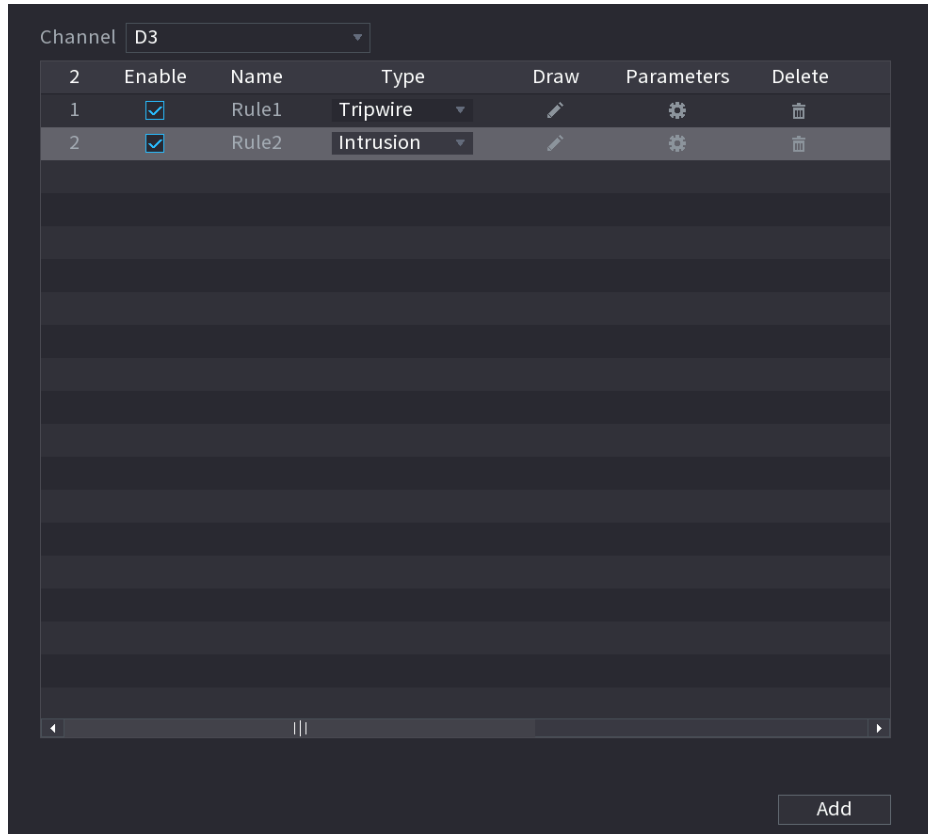 Channel D3
2 Enable Name Type Draw Parameters Delete
1 Rule1 Tripwire
2 Rule2 Intrusion
Add